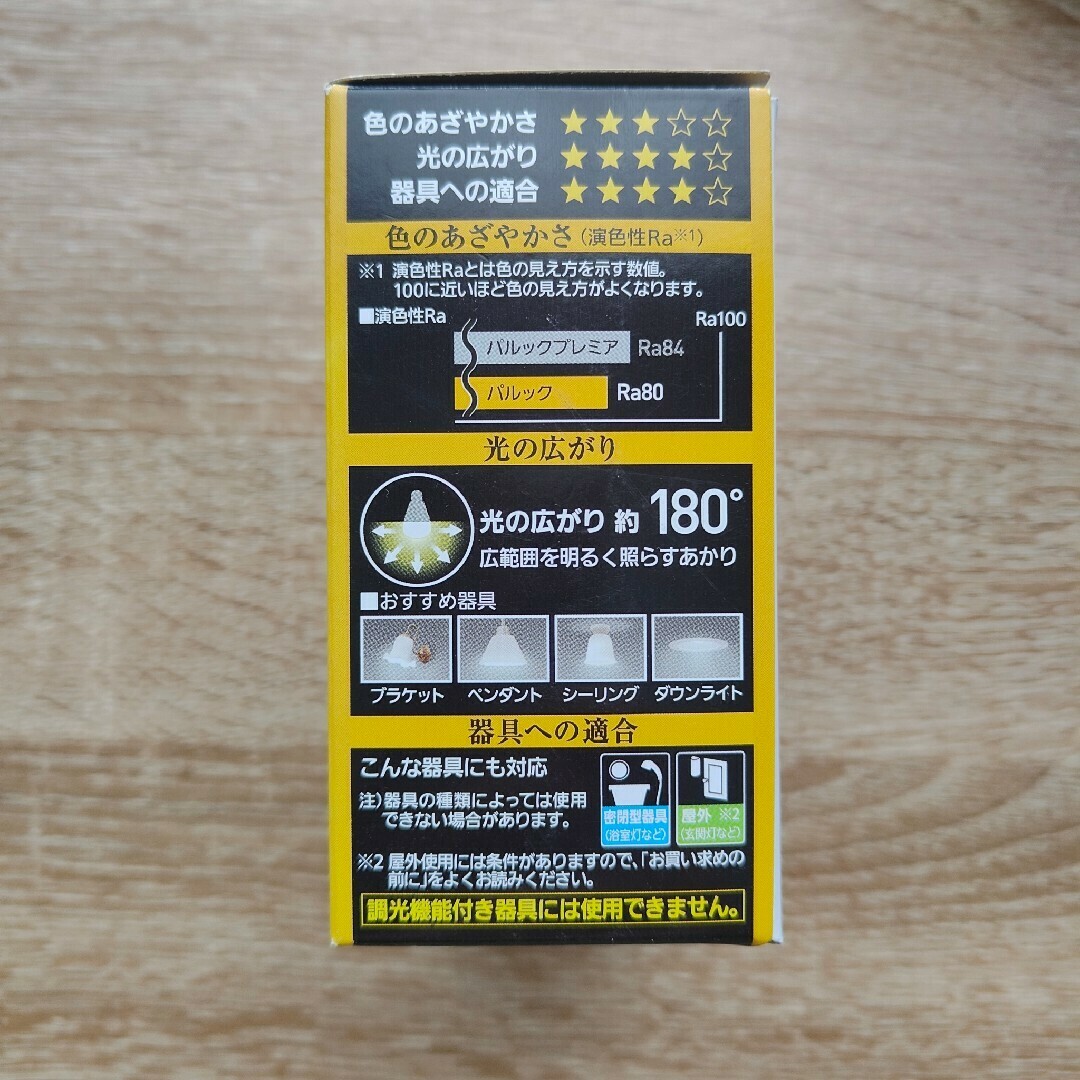 色のあざやかさ ★★★☆☆
光の広がり ★★★★☆
器具への適合 ★★★★☆
色のあざやかさ(演色性Ra※1)
※1 演色性Raとは色の見え方を示す数値。
100に近いほど色の見え方がよくなります。
■演色性Ra
Ra100
パルックプレミア Ra84
パルック Ra80
光の広がり
光の広がり 約 180°
広範囲を明るく照らすあかり
■おすすめ器具
ブラケット ペンダント シーリング ダウンライト
器具への適合
こんな器具にも対応
注)器具の種類によっては使用
できない場合があります。
密閉型器具
(浴室灯など)
屋外 ※2
(玄関灯など)
※2 屋外使用には条件がありますので、「お買い求めの
前に」をよくお読みください。
調光機能付き器具には使用できません。